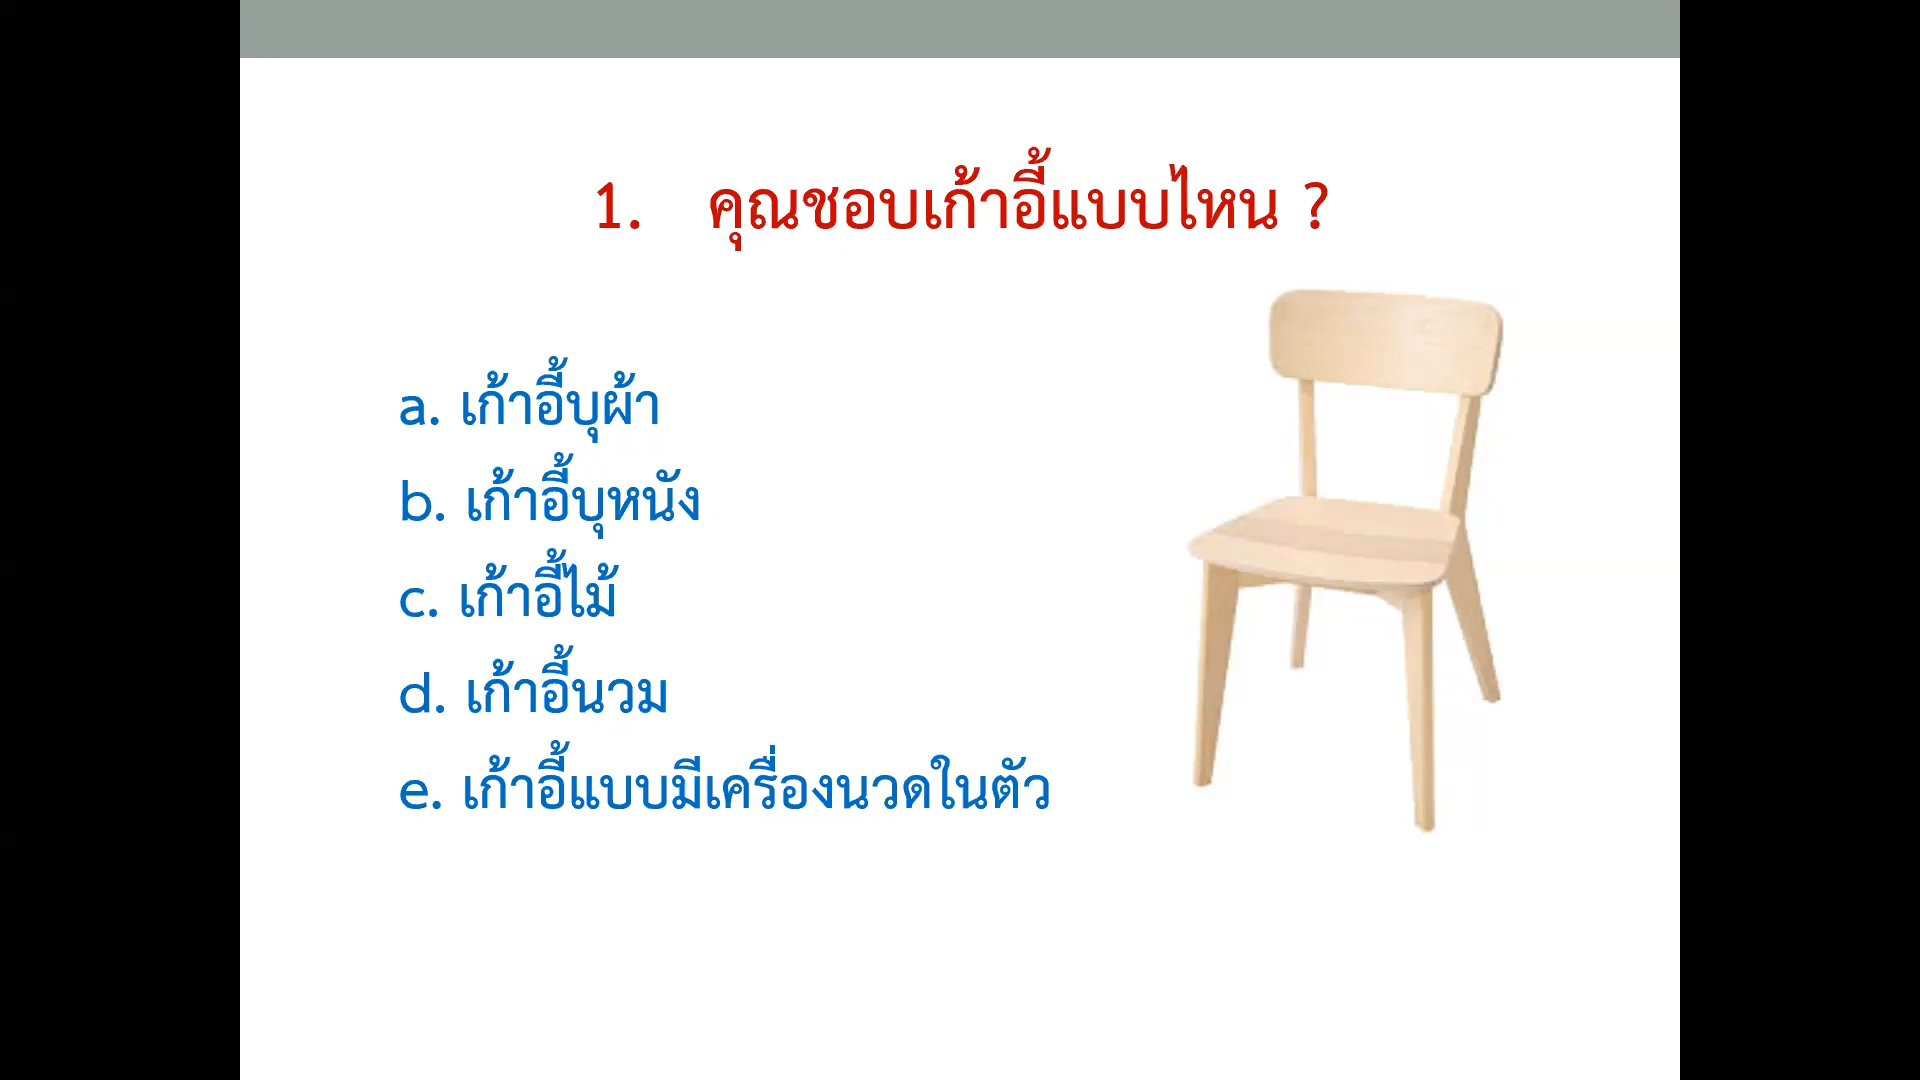 1. คุณชอบเก้าอี้แบบไหน ?
a. เก้าอี้บุผ้า
b. เก้าอี้บุหนัง
c. เก้าอี้ไม้
d. เก้าอี้นวม
e. เก้าอี้แบบมีเครื่องนวดในตัว